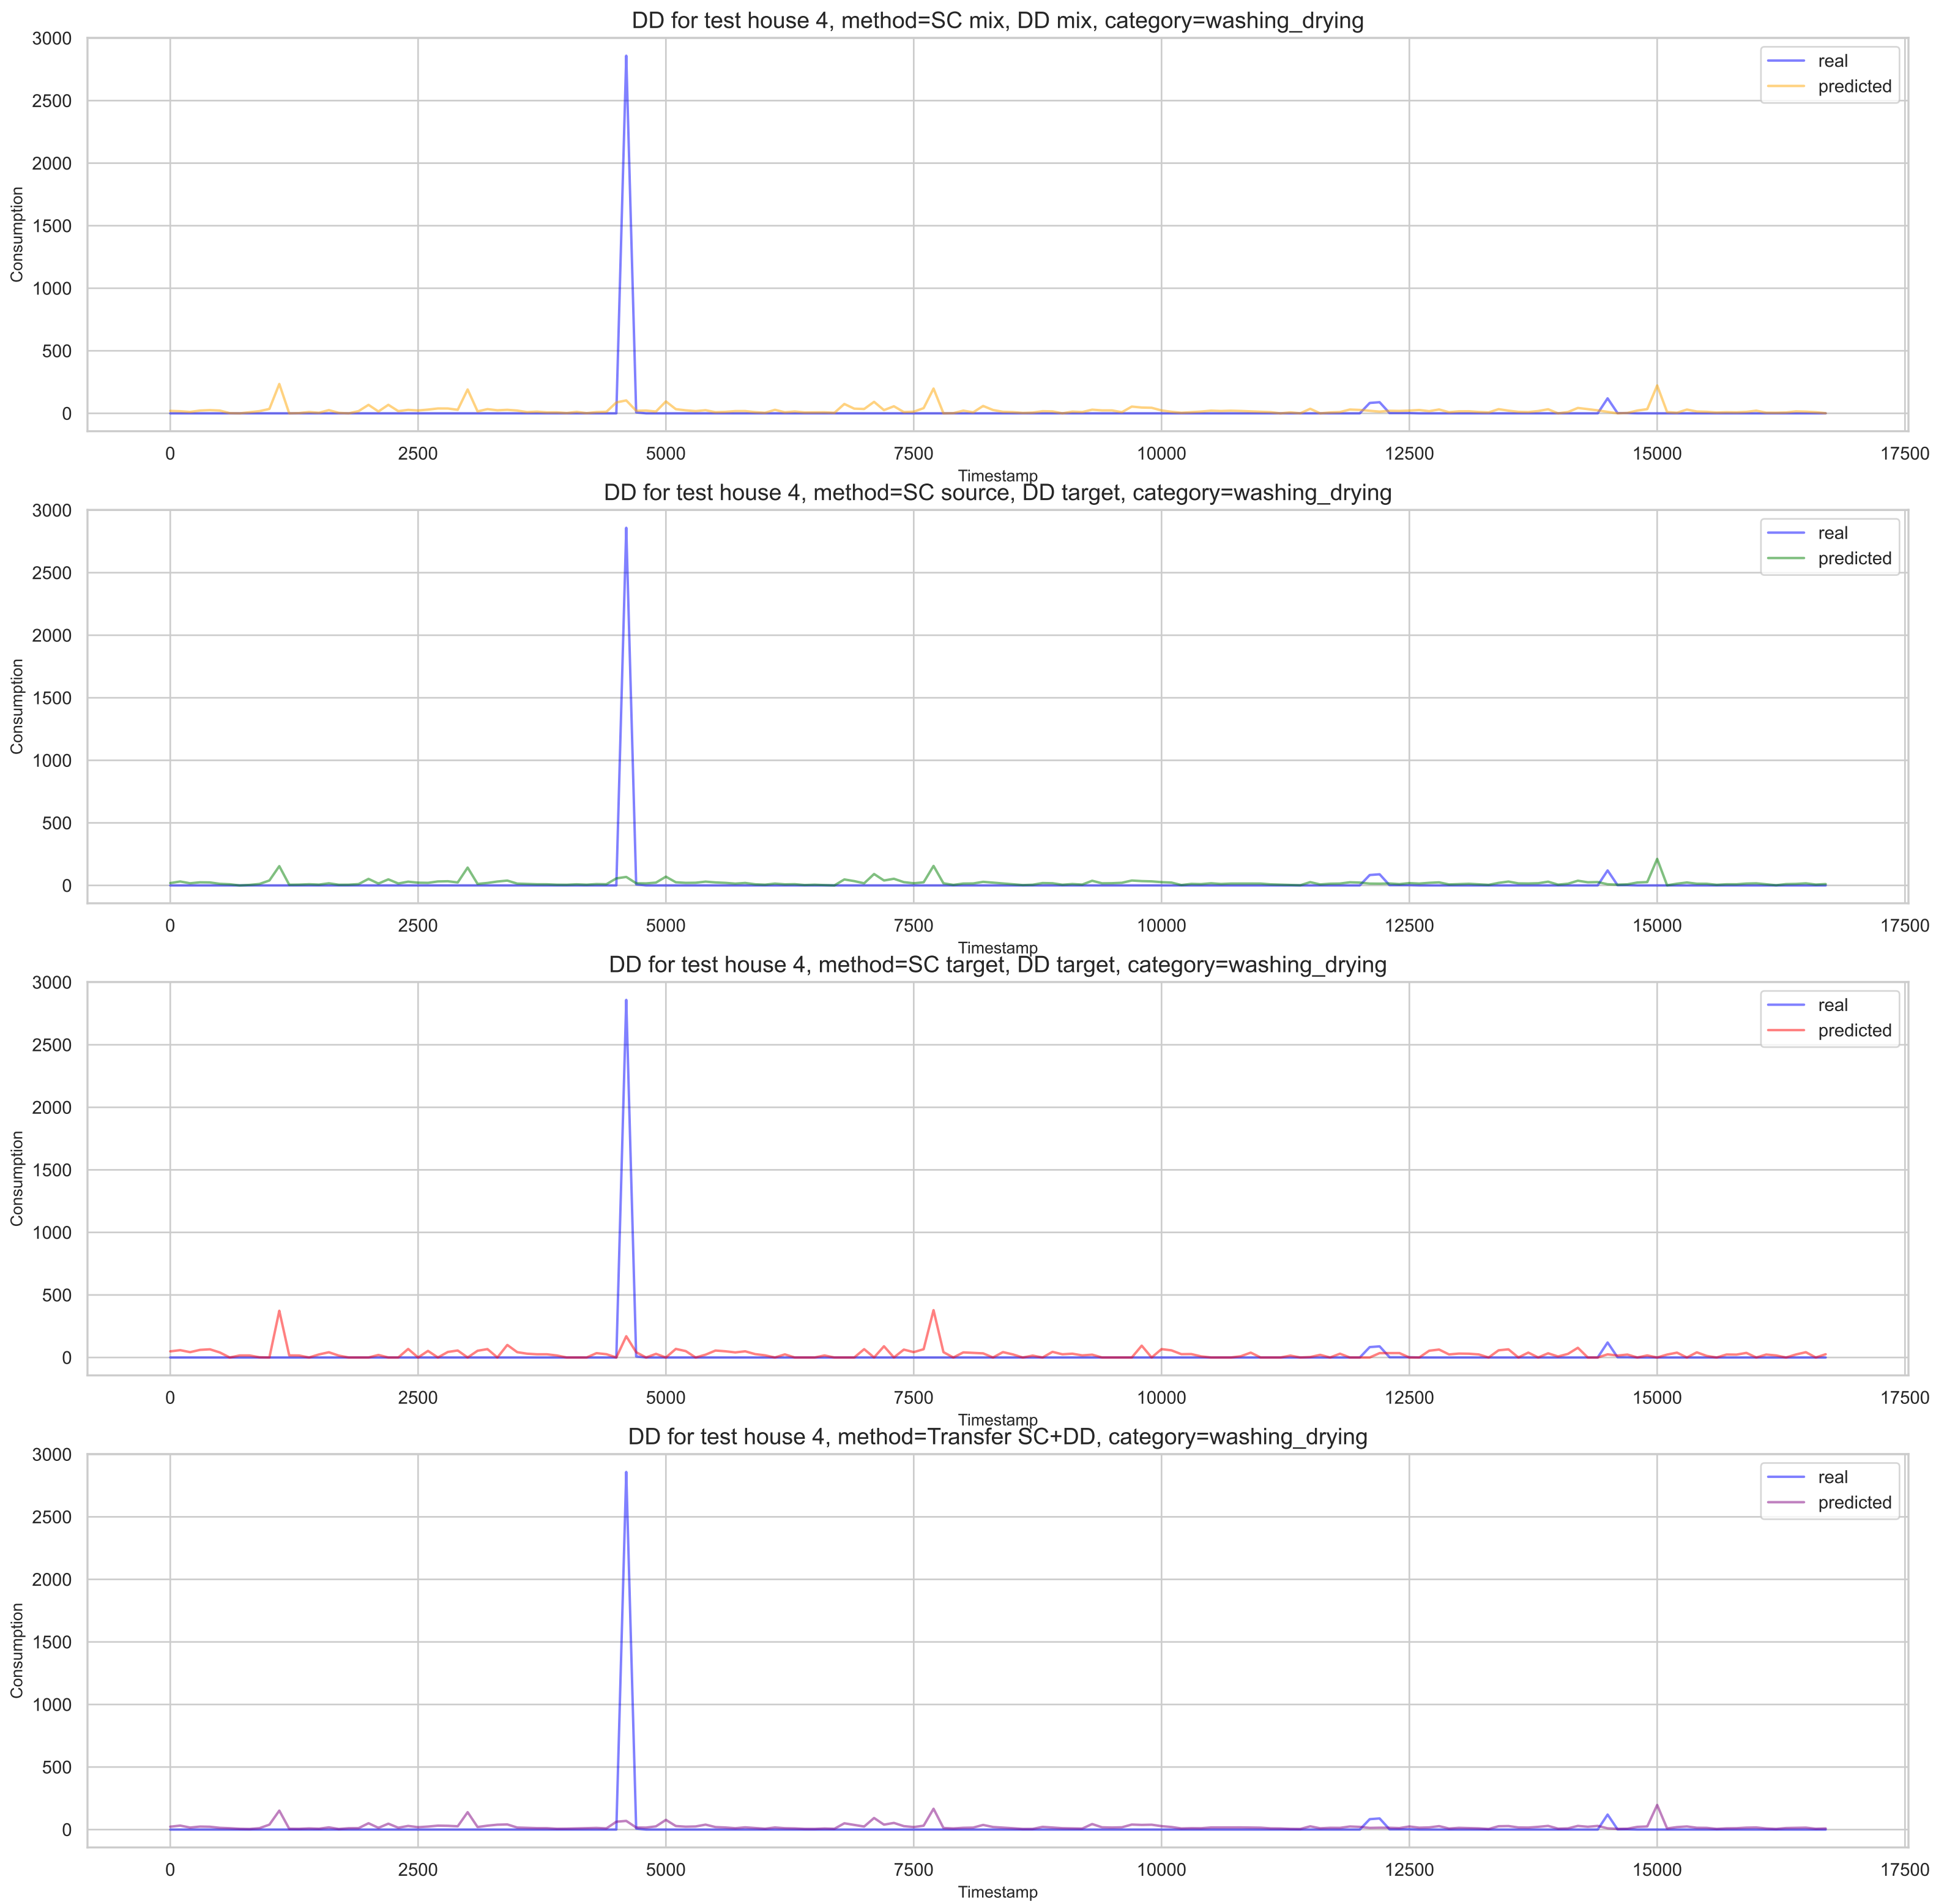 DD for test house 4, method=SC mix, DD mix, category=washing_drying
3000
real
predicted
2500
2000
1500
Consumption
1000
500
0
0 2500 5000 7500 10000 12500 15000 17500
Timestamp
DD for test house 4, method=SC source, DD target, category=washing_drying
3000
real
predicted
2500
2000
1500
Consumption
1000
500
0
0 2500 5000 7500 10000 12500 15000 17500
Timestamp
DD for test house 4, method=SC target, DD target, category=washing_drying
3000
real
predicted
2500
2000
1500
Consumption
1000
500
0
0 2500 5000 7500 10000 12500 15000 17500
Timestamp
DD for test house 4, method=Transfer SC+DD, category=washing_drying
3000
real
predicted
2500
2000
1500
Consumption
1000
500
0
0 2500 5000 7500 10000 12500 15000 17500
Timestamp